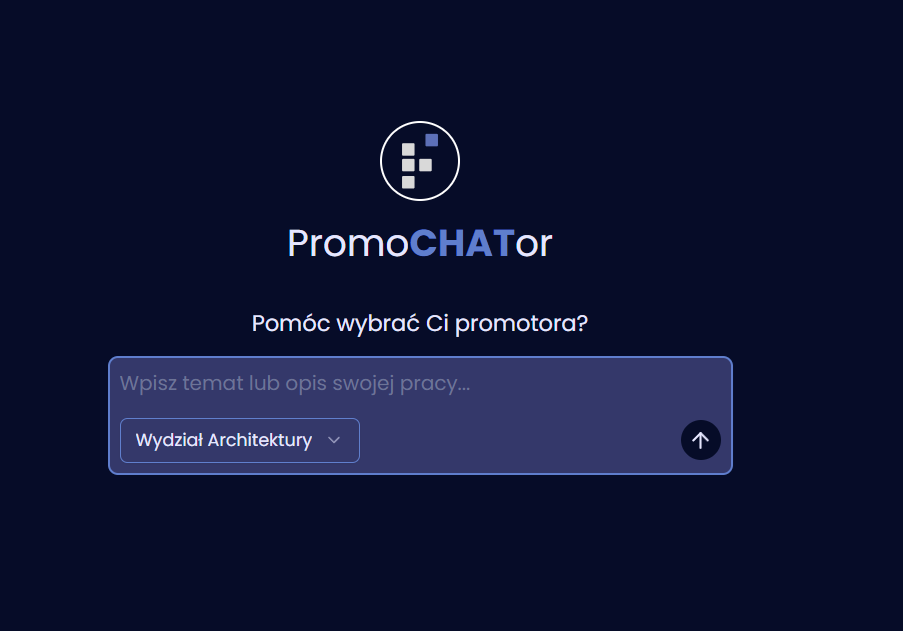 PromoCHATor
Pomóc wybrać Ci promotora?
Wpisz temat lub opis swojej pracy...
Wydział Architektury